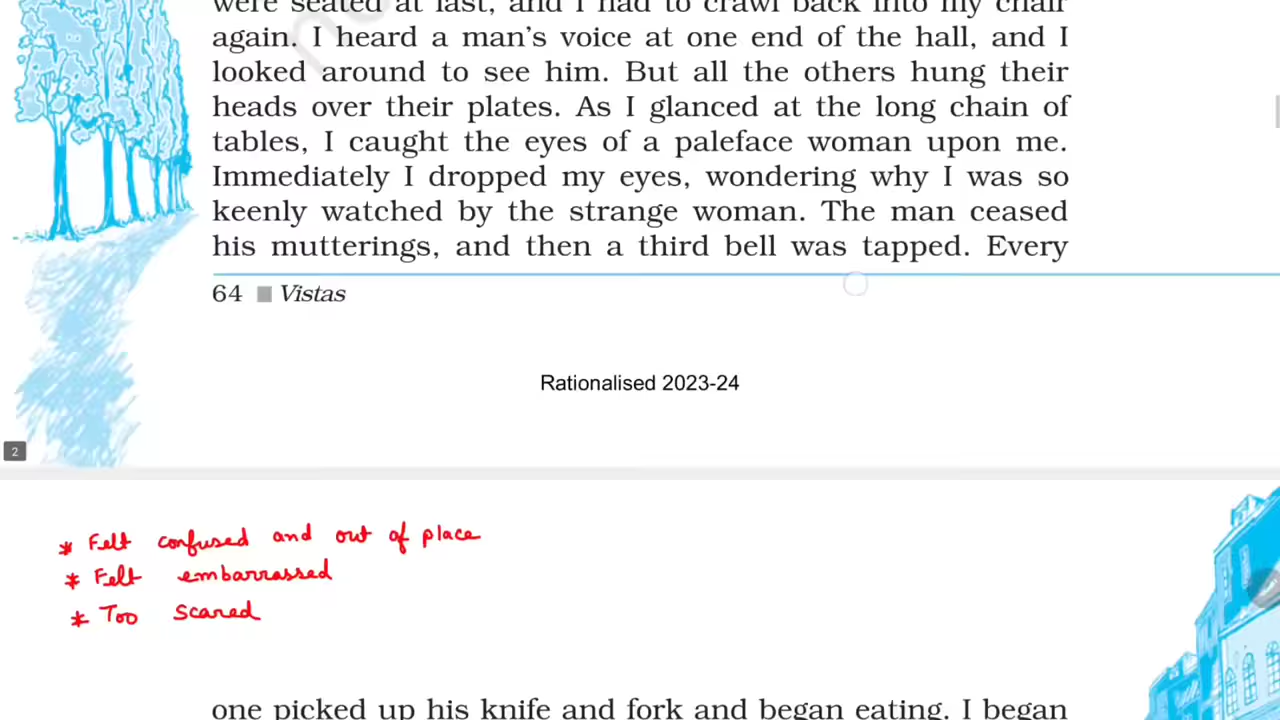 were seated at last, and I had to crawl back into my chair
again. I heard a man's voice at one end of the hall, and I
looked around to see him. But all the others hung their
heads over their plates. As I glanced at the long chain of
tables, I caught the eyes of a paleface woman upon me.
Immediately I dropped my eyes, wondering why I was so
keenly watched by the strange woman. The man ceased
his mutterings, and then a third bell was tapped. Every
64 ■ Vistas
Rationalised 2023-24
2
* Felt confused and out of place
* Felt embarrassed
* Too scared
one picked up his knife and fork and began eating. I began